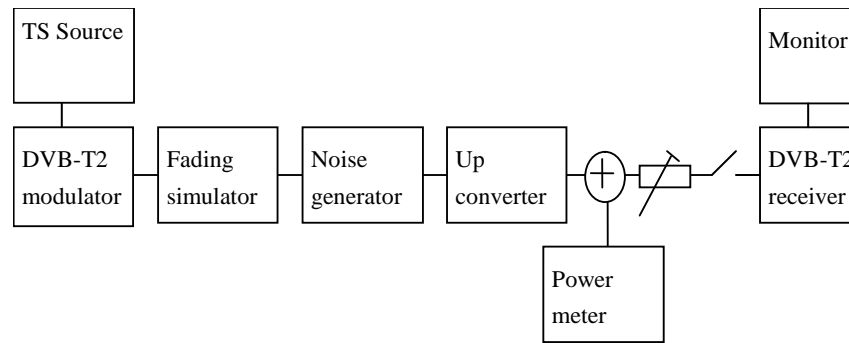 TS Source
Monitor
DVB-T2
modulator
Fading
simulator
Noise
generator
Up
converter
DVB-T2
receiver
Power
meter